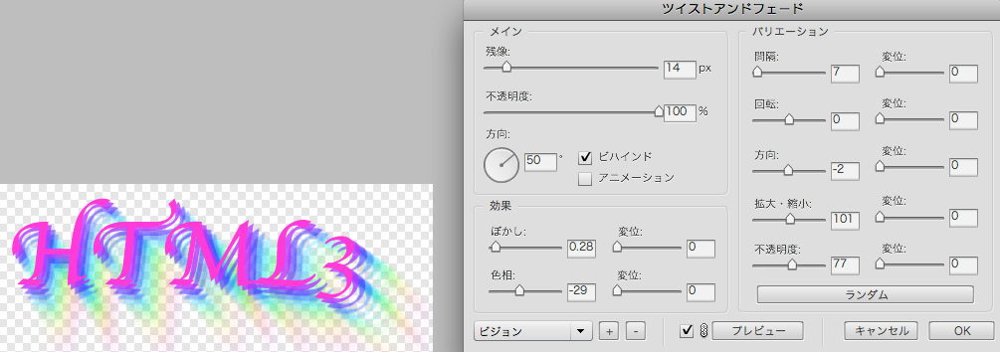 ツイストアンドフェード
メイン
残像:
14 px
不透明度:
100 %
方向:
50 °
ビハインド
アニメーション
効果
ぼかし: 変位:
0.28 0
色相: 変位:
-29 0
バリエーション
間隔: 変位:
7 0
回転: 変位:
0 0
方向: 変位:
-2 0
拡大・縮小: 変位:
101 0
不透明度: 変位:
77 0
ランダム
ビジョン + - プレビュー キャンセル OK
HTML3